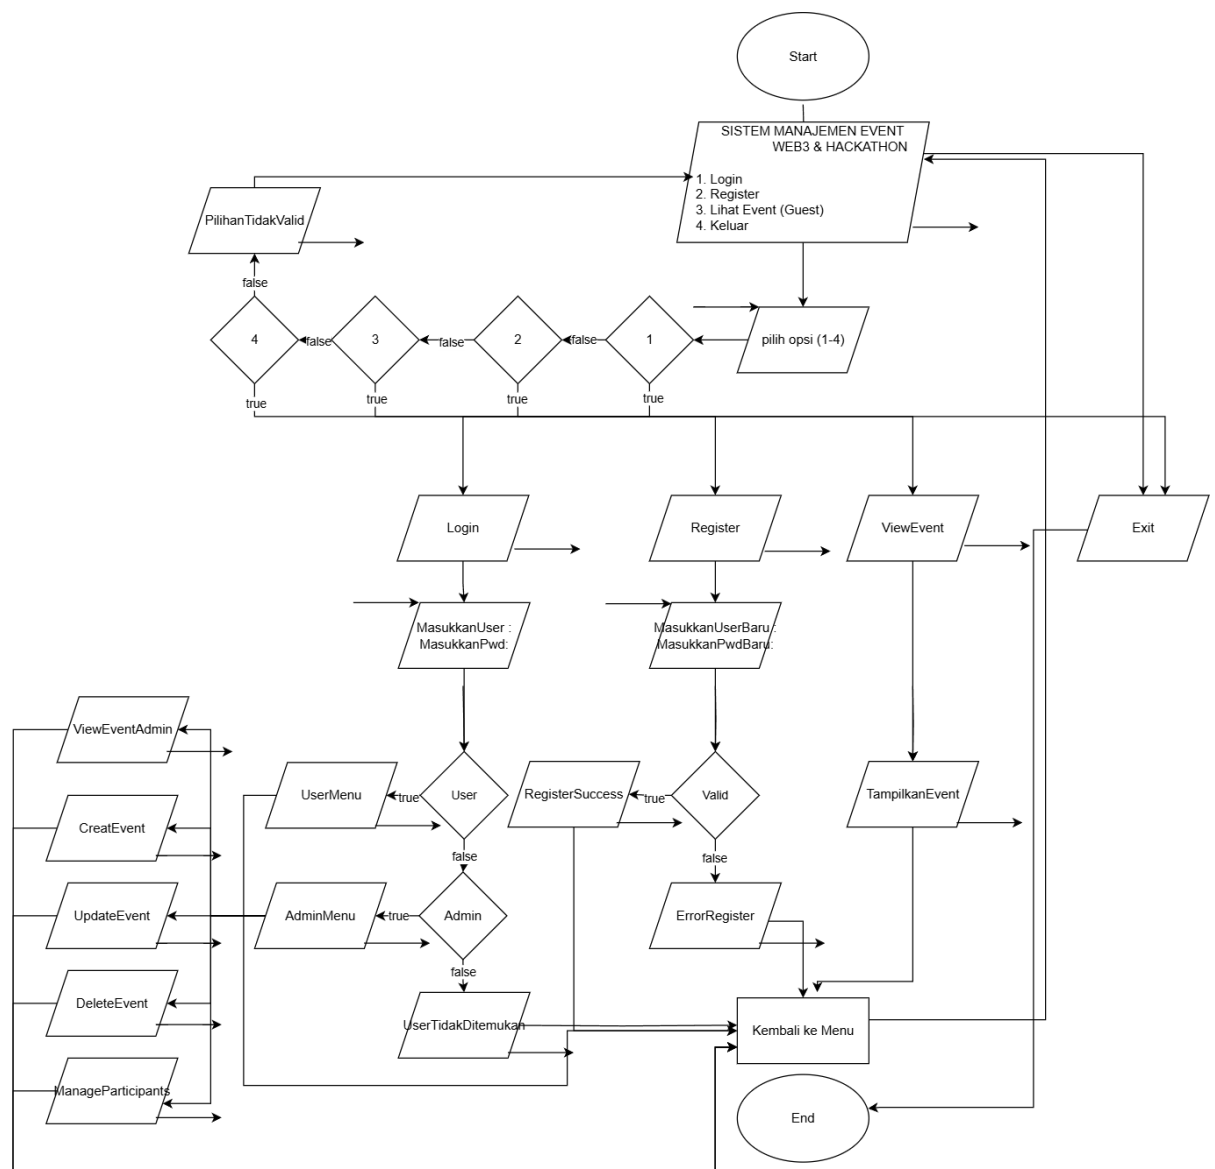 Start
SISTEM MANAJEMEN EVENT
WEB3 & HACKATHON
1. Login
2. Register
3. Lihat Event (Guest)
4. Keluar
PilihanTidakValid
false
4
false
3
false
2
false
1
pilih opsi (1-4)
true
true
true
true
Login
Register
ViewEvent
Exit
MasukkanUser :
MasukkanPwd:
MasukkanUserBaru :
MasukkanPwdBaru:
ViewEventAdmin
UserMenu
true
User
RegisterSuccess
true
Valid
TampilkanEvent
CreatEvent
false
false
UpdateEvent
AdminMenu
true
Admin
ErrorRegister
false
DeleteEvent
UserTidakDitemukan
Kembali ke Menu
ManageParticipants
End